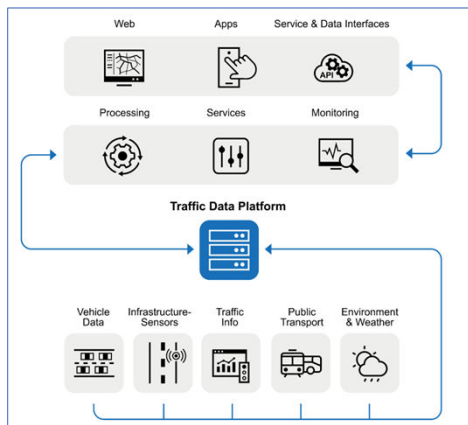 Web
Apps
Service & Data Interfaces
API
Processing
Services
Monitoring
Traffic Data Platform
Vehicle
Data
Infrastructure-
Sensors
Traffic
Info
Public
Transport
Environment
& Weather